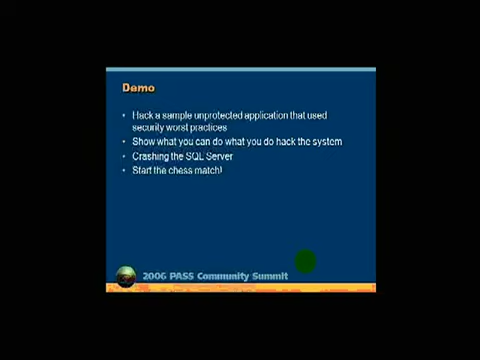 Demo
• Hack a sample unprotected application that used
security worst practices
• Show what you can do what you do hack the system
• Crashing the SQL Server
• Start the chess match!
2006 PASS Community Summit